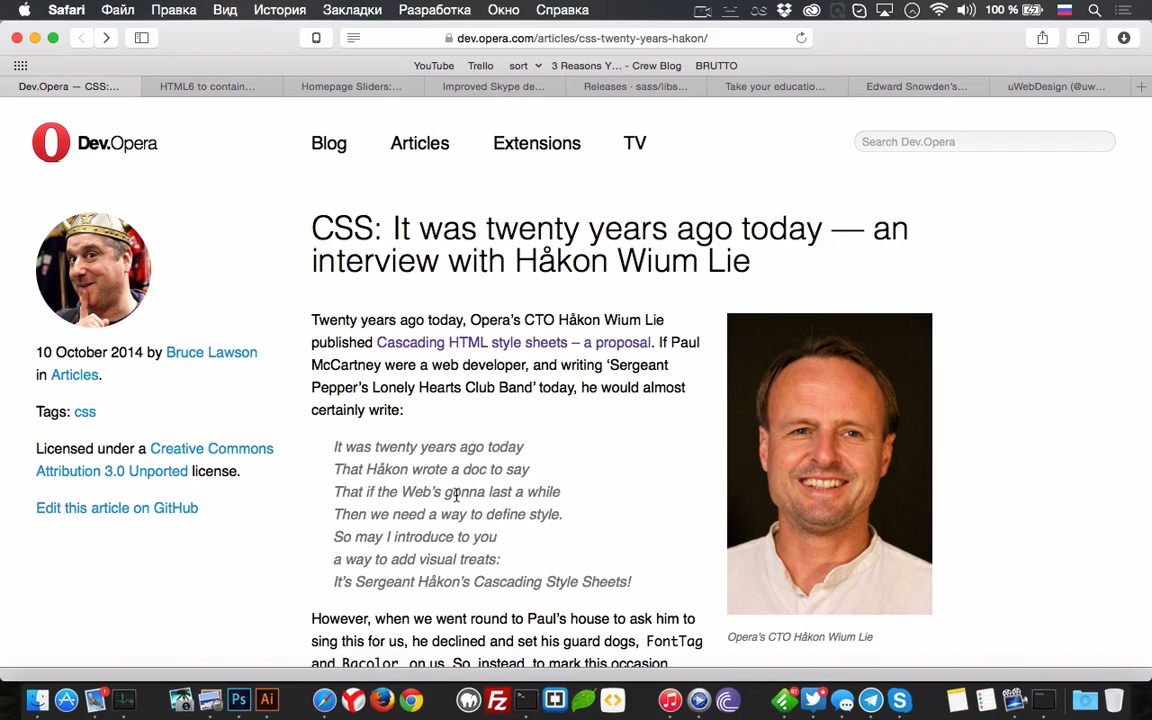 Safari Файл Правка Вид История Закладки Разработка Окно Справка 100 %
dev.opera.com/articles/css-twenty-years-hakon/
YouTube Trello sort 3 Reasons Y… - Crew Blog BRUTTO
Dev.Opera — CSS:… HTML6 to contain… Homepage Sliders:… Improved Skype de… Releases · sass/libs… Take your educatio… Edward Snowden's… uWebDesign (@uw…
Dev.Opera Blog Articles Extensions TV Search Dev.Opera
CSS: It was twenty years ago today — an
interview with Håkon Wium Lie
10 October 2014 by Bruce Lawson
in Articles.
Tags: css
Licensed under a Creative Commons
Attribution 3.0 Unported license.
Edit this article on GitHub
Twenty years ago today, Opera's CTO Håkon Wium Lie
published Cascading HTML style sheets – a proposal. If Paul
McCartney were a web developer, and writing 'Sergeant
Pepper's Lonely Hearts Club Band' today, he would almost
certainly write:
It was twenty years ago today
That Håkon wrote a doc to say
That if the Web's gonna last a while
Then we need a way to define style.
So may I introduce to you
a way to add visual treats:
It's Sergeant Håkon's Cascading Style Sheets!
However, when we went round to Paul's house to ask him to
sing this for us, he declined and set his guard dogs, FontTag
and Bgcolor, on us. So, instead, to mark this occasion
Opera's CTO Håkon Wium Lie
Ps Ai Fz